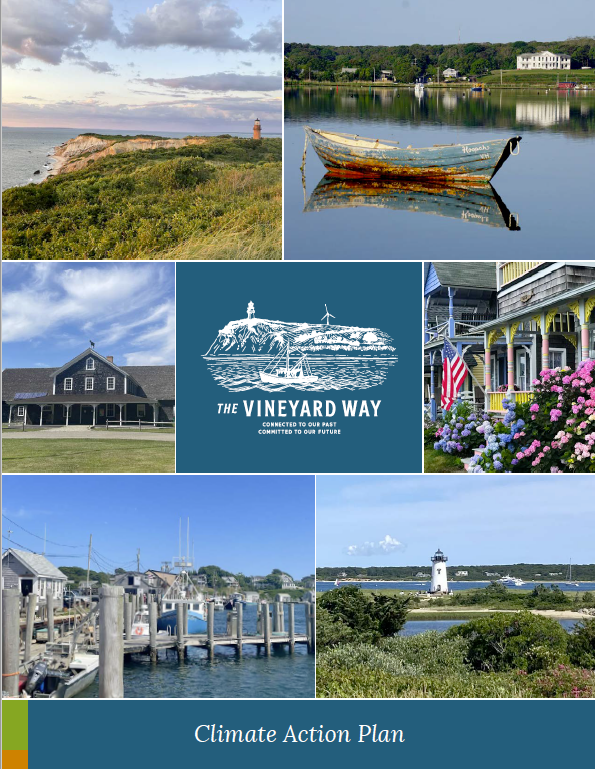 THE VINEYARD WAY
CONNECTED TO OUR PAST
COMMITTED TO OUR FUTURE
Climate Action Plan